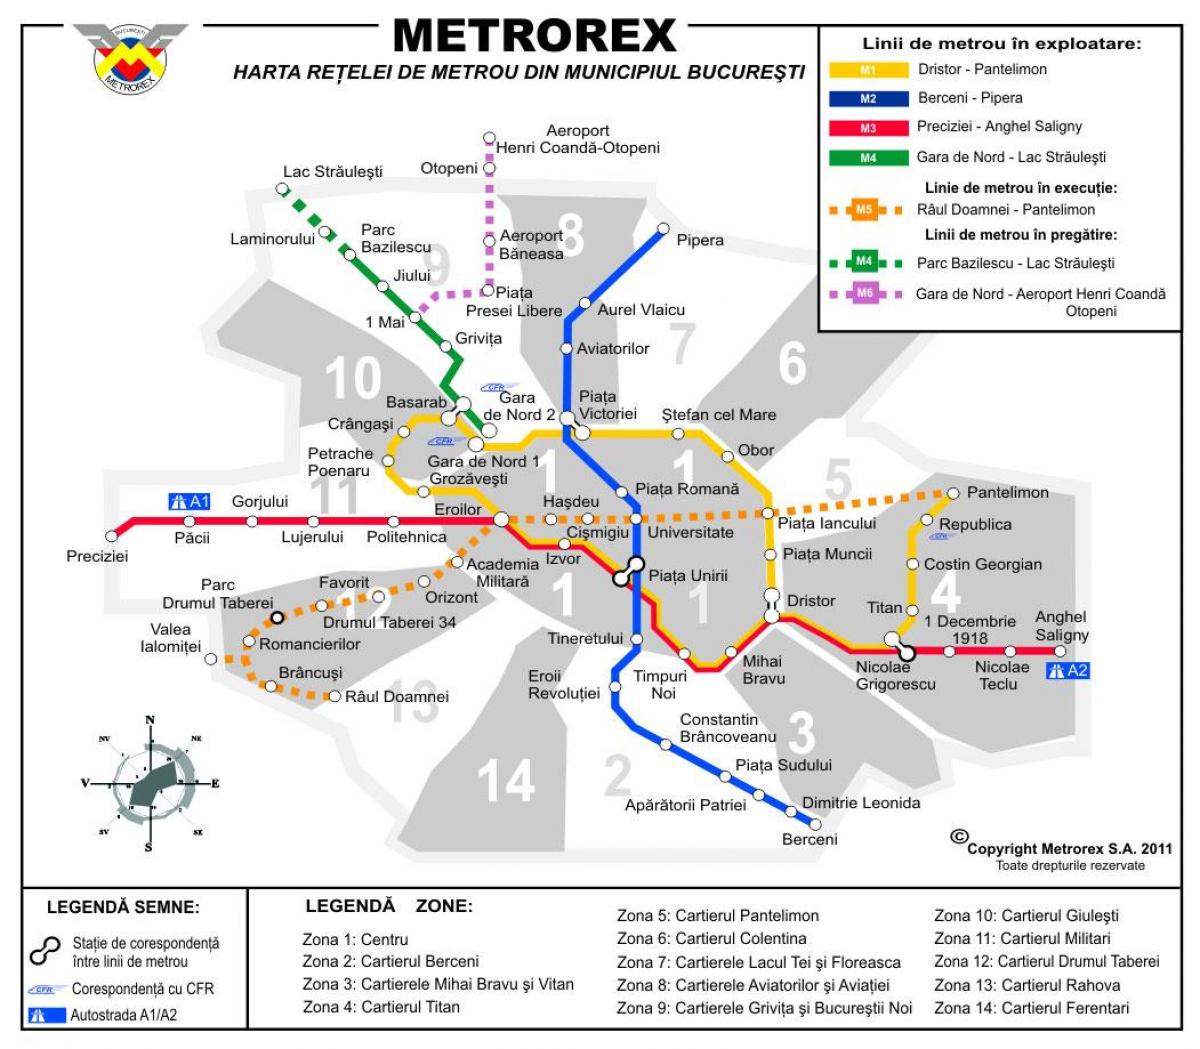 METROREX
HARTA REŢELEI DE METROU DIN MUNICIPIUL BUCUREŞTI
BUCUREŞTI
METROREX
Linii de metrou în exploatare:
M1 Dristor - Pantelimon
M2 Berceni - Pipera
M3 Preciziei - Anghel Saligny
M4 Gara de Nord - Lac Străuleşti
Linie de metrou în execuţie:
M5 Râul Doamnei - Pantelimon
Linii de metrou în pregătire:
M4 Parc Bazilescu - Lac Străuleşti
M6 Gara de Nord - Aeroport Henri Coandă
Otopeni
Aeroport
Henri Coandă-Otopeni
Otopeni
Lac Străuleşti
Laminorului
Parc
Bazilescu
Aeroport
Băneasa
8
Pipera
9
Jiului
Piaţa
Presei Libere
Aurel Vlaicu
1 Mai
Griviţa
Aviatorilor
7
6
10
CFR
Basarab
Gara
de Nord 2
Piaţa
Victoriei
Ştefan cel Mare
Crângaşi
CFR
Obor
Petrache
Poenaru
Gara de Nord 1
1
1
5
Grozăveşti
11
Piaţa Romană
Pantelimon
A1
Gorjului
Eroilor
Haşdeu
Piaţa Iancului
Republica
CFR
Preciziei
Păcii
Lujerului
Politehnica
Cişmigiu
Universitate
Izvor
Piaţa Muncii
Costin Georgian
Academia
Militară
Piaţa Unirii
Parc
Drumul Taberei
Favorit
12
Orizont
1
1
Dristor
Titan
4
Drumul Taberei 34
1 Decembrie
1918
Anghel
Saligny
Valea
Ialomiţei
Romancierilor
Tineretului
Mihai
Bravu
Nicolae
Grigorescu
Nicolae
Teclu
A2
Brâncuşi
Eroii
Revoluţiei
Timpuri
Noi
Râul Doamnei
13
Constantin
Brâncoveanu
3
14
2
Piaţa Sudului
Apărătorii Patriei
Dimitrie Leonida
Berceni
N
NV
NE
V
E
SV
SE
S
© Copyright Metrorex S.A. 2011
Toate drepturile rezervate
LEGENDĂ SEMNE:
Staţie de corespondenţă
între linii de metrou
CFR Corespondenţă cu CFR
Autostrada A1/A2
LEGENDĂ ZONE:
Zona 1: Centru
Zona 2: Cartierul Berceni
Zona 3: Cartierele Mihai Bravu şi Vitan
Zona 4: Cartierul Titan
Zona 5: Cartierul Pantelimon
Zona 6: Cartierul Colentina
Zona 7: Cartierele Lacul Tei şi Floreasca
Zona 8: Cartierele Aviatorilor şi Aviaţiei
Zona 9: Cartierele Griviţa şi Bucureştii Noi
Zona 10: Cartierul Giuleşti
Zona 11: Cartierul Militari
Zona 12: Cartierul Drumul Taberei
Zona 13: Cartierul Rahova
Zona 14: Cartierul Ferentari